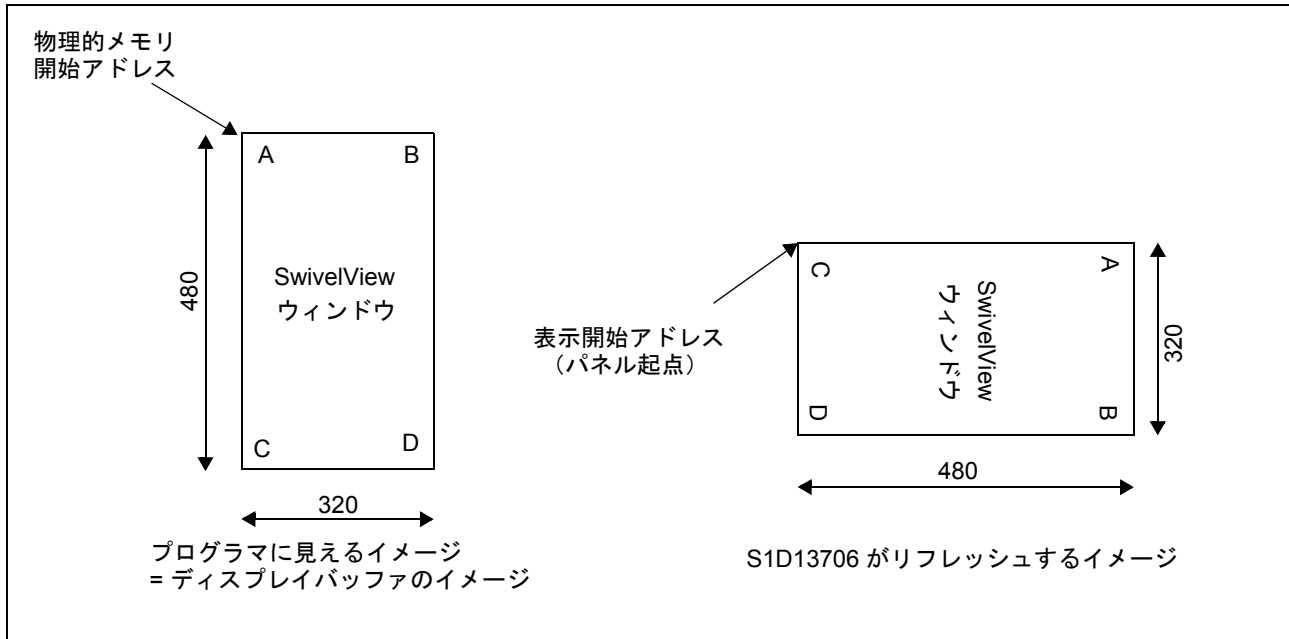 物理的メモリ
開始アドレス
A
B
480
SwivelView
ウィンドウ
C
D
320
プログラマに見えるイメージ
= ディスプレイバッファのイメージ
表示開始アドレス
（パネル起点）
C
A
SwivelView
ウィンドウ
D
B
320
480
S1D13706 がリフレッシュするイメージ